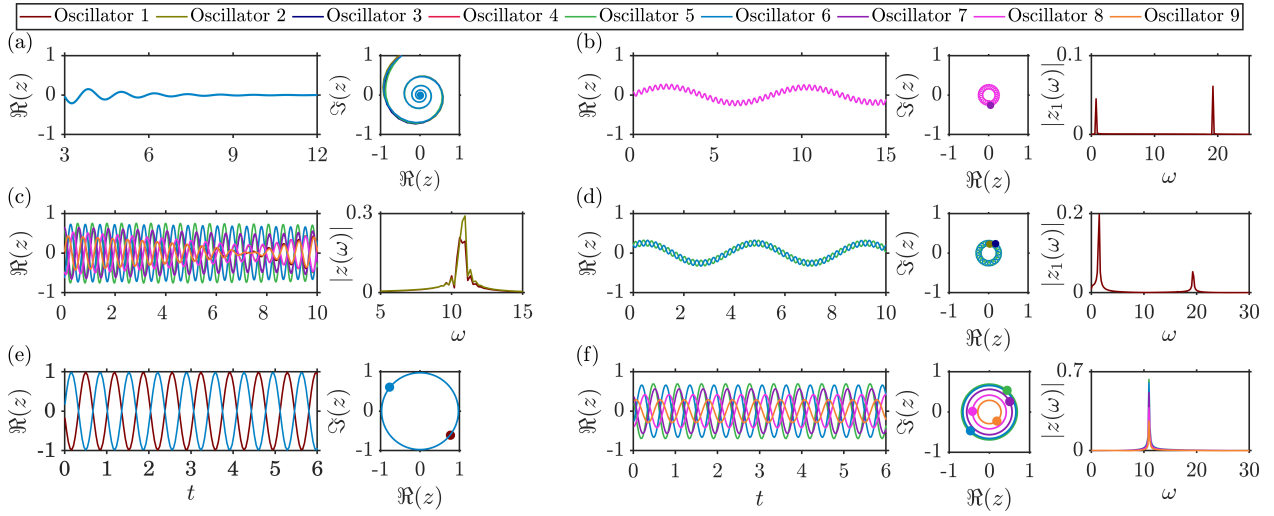 Oscillator 1 Oscillator 2 Oscillator 3 Oscillator 4 Oscillator 5 Oscillator 6 Oscillator 7 Oscillator 8 Oscillator 9
(a)
ℜ(z)
1
0
-1
3 6 9 12
ℑ(z)
1
0
-1
-1 0 1
ℜ(z)
(b)
ℜ(z)
1
0
-1
0 5 10 15
ℑ(z)
1
0
-1
-1 0 1
ℜ(z)
|z₁(ω)|
0.1
0
0 10 20
ω
(c)
ℜ(z)
1
0
-1
0 2 4 6 8 10
|z(ω)|
0.3
0
5 10 15
ω
(d)
ℜ(z)
1
0
-1
0 2 4 6 8 10
ℑ(z)
1
0
-1
-1 0 1
ℜ(z)
|z₁(ω)|
0.2
0
0 10 20 30
ω
(e)
ℜ(z)
1
0
-1
0 1 2 3 4 5 6
t
ℑ(z)
1
0
-1
-1 0 1
ℜ(z)
(f)
ℜ(z)
1
0
-1
0 1 2 3 4 5 6
t
ℑ(z)
1
0
-1
-1 0 1
ℜ(z)
|z(ω)|
0.7
0
0 10 20 30
ω